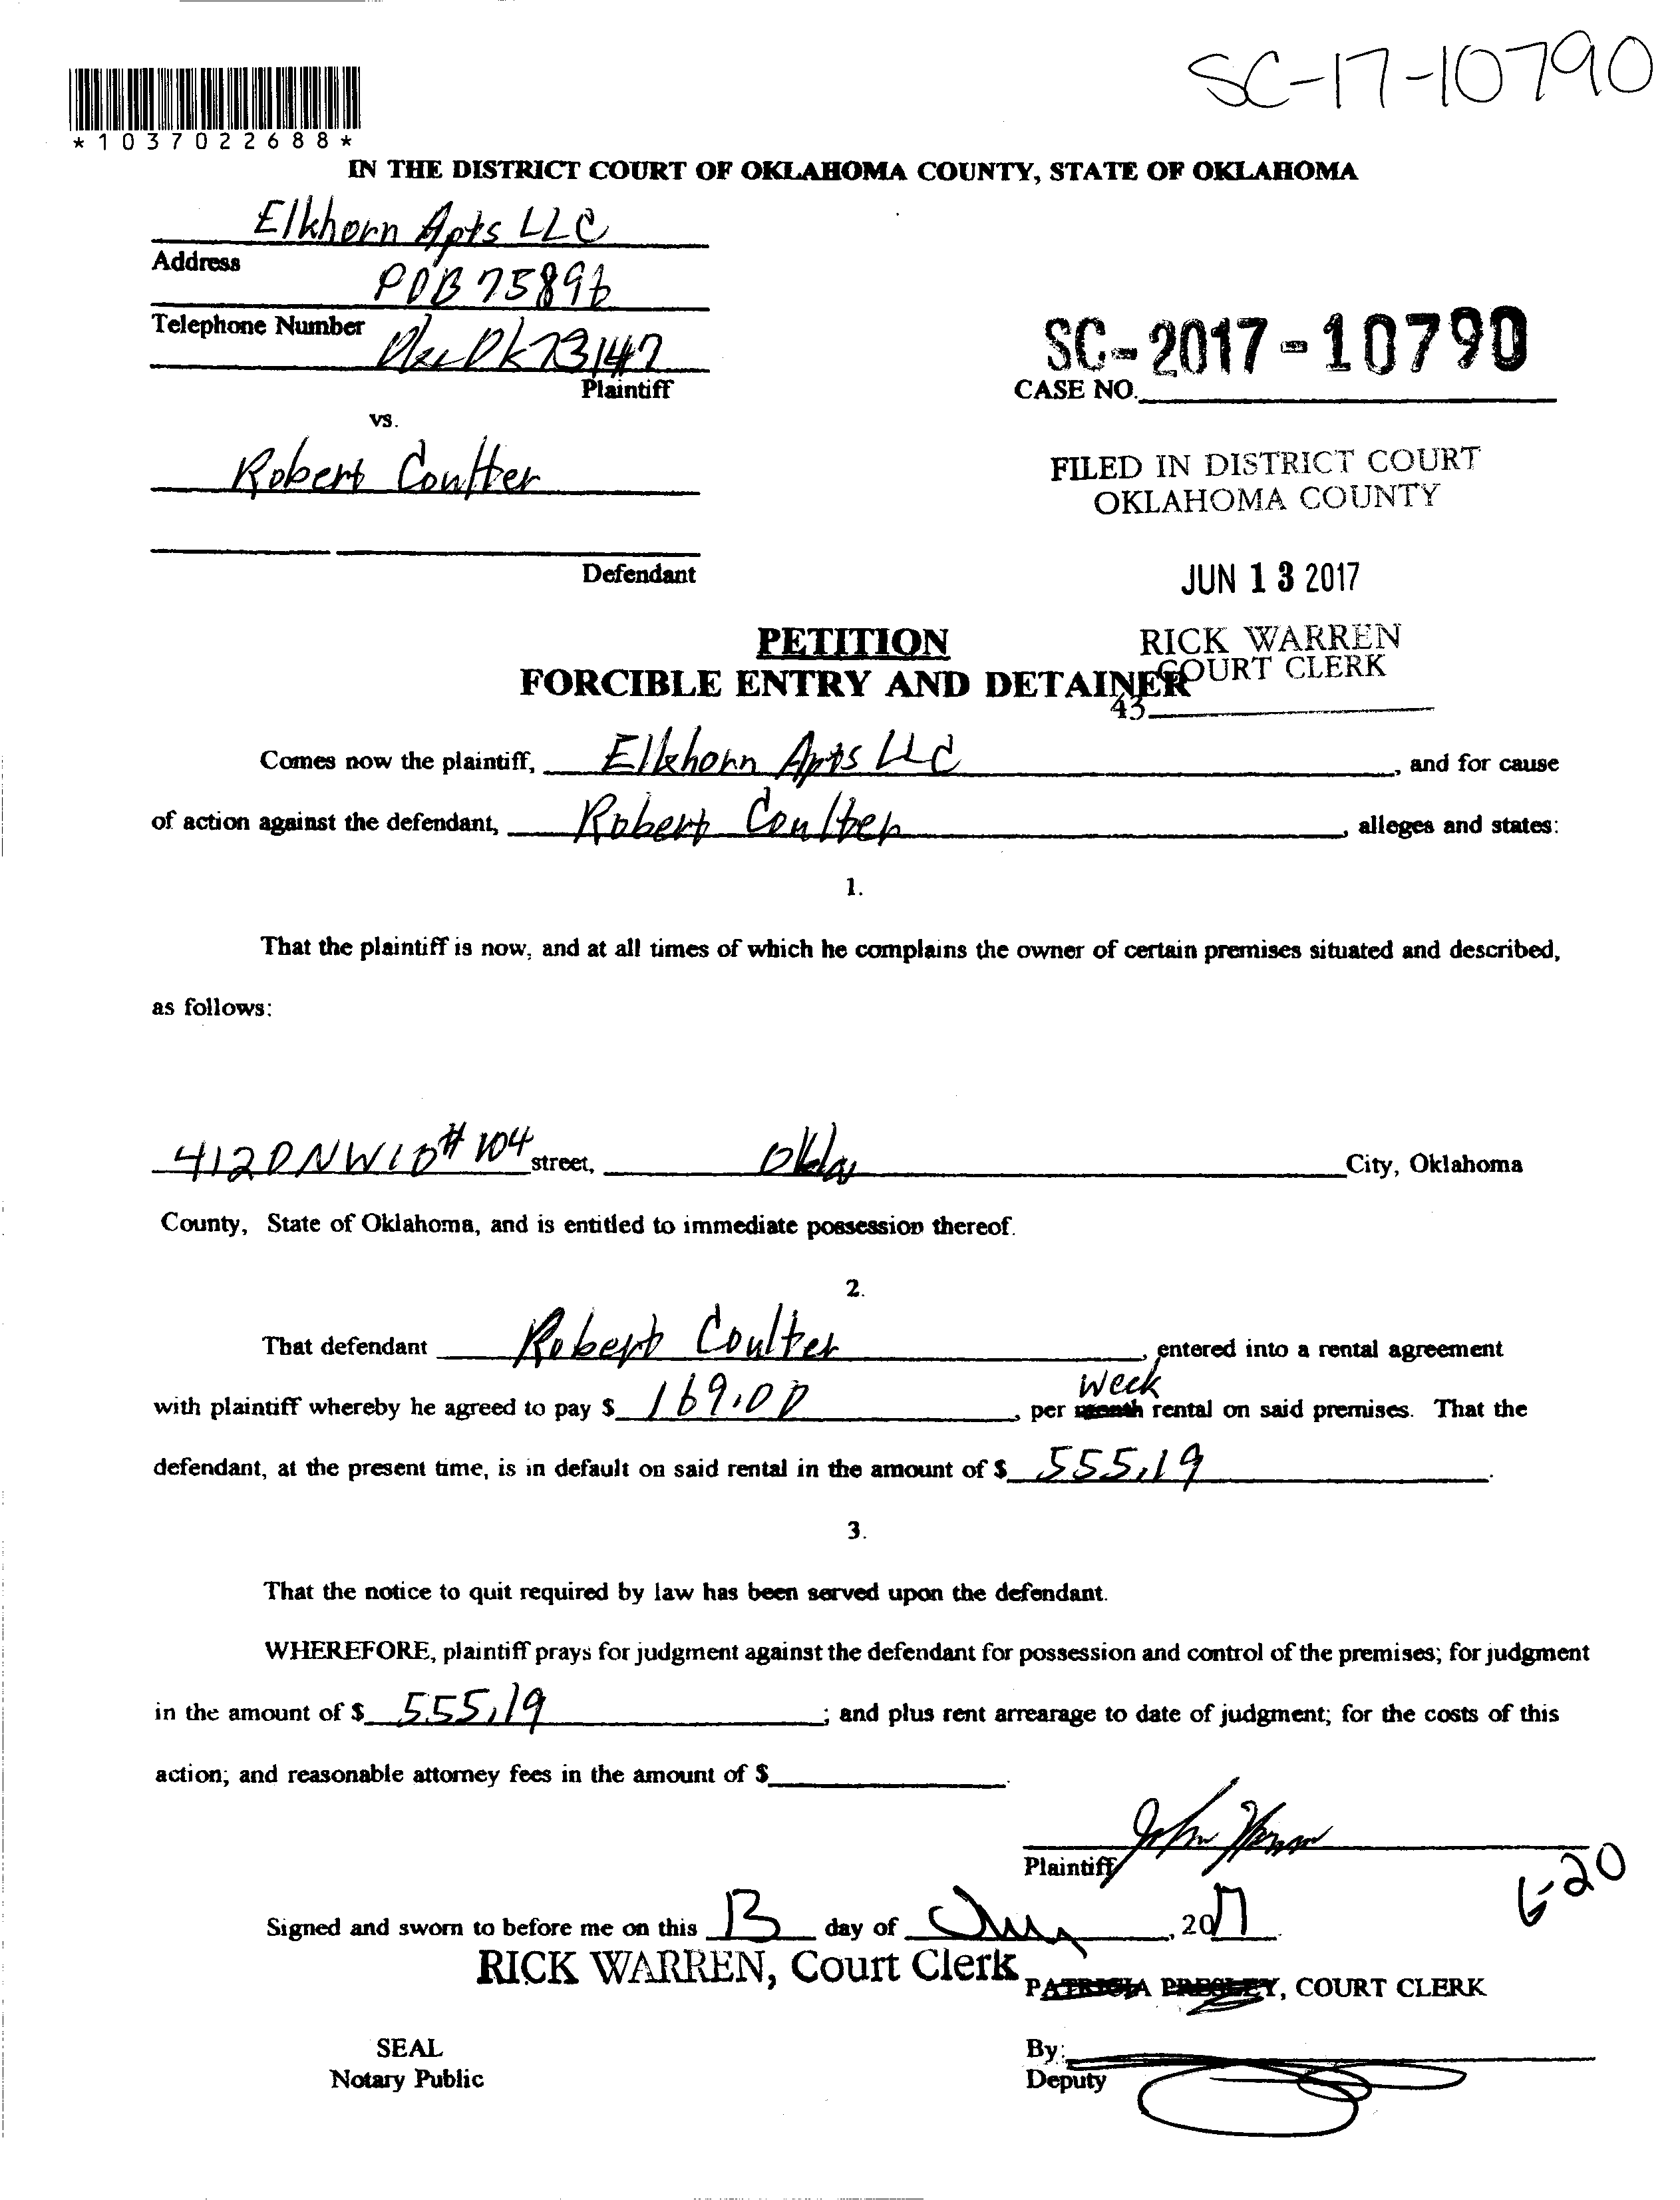 SC-17-10790
*1037022688*
IN THE DISTRICT COURT OF OKLAHOMA COUNTY, STATE OF OKLAHOMA
Elkhorn Apts LLC
Address
POB 75896
Telephone Number
Okc Ok 73147
Plaintiff
SC-2017-10790
CASE NO.
vs.
Robert Coulter
FILED IN DISTRICT COURT
OKLAHOMA COUNTY
Defendant
JUN 13 2017
PETITION
RICK WARREN
FORCIBLE ENTRY AND DETAINER
COURT CLERK
43
Comes now the plaintiff, Elkhorn Apts LLC, and for cause
of action against the defendant, Robert Coulter, alleges and states:
1.
That the plaintiff is now, and at all times of which he complains the owner of certain premises situated and described,
as follows:
4120 NW 10 # 104 street, Okla City, Oklahoma
County, State of Oklahoma, and is entitled to immediate possession thereof.
2.
That defendant Robert Coulter, entered into a rental agreement
week
with plaintiff whereby he agreed to pay $ 169.00, per month rental on said premises. That the
defendant, at the present time, is in default on said rental in the amount of $ 555.19.
3.
That the notice to quit required by law has been served upon the defendant.
WHEREFORE, plaintiff prays for judgment against the defendant for possession and control of the premises; for judgment
in the amount of $ 555.19; and plus rent arrearage to date of judgment; for the costs of this
action; and reasonable attorney fees in the amount of $.
John
Plaintiff
6-20
Signed and sworn to before me on this 13 day of, 2017.
RICK WARREN, Court Clerk
PATRICIA PRESLEY, COURT CLERK
SEAL
By:
Notary Public
Deputy